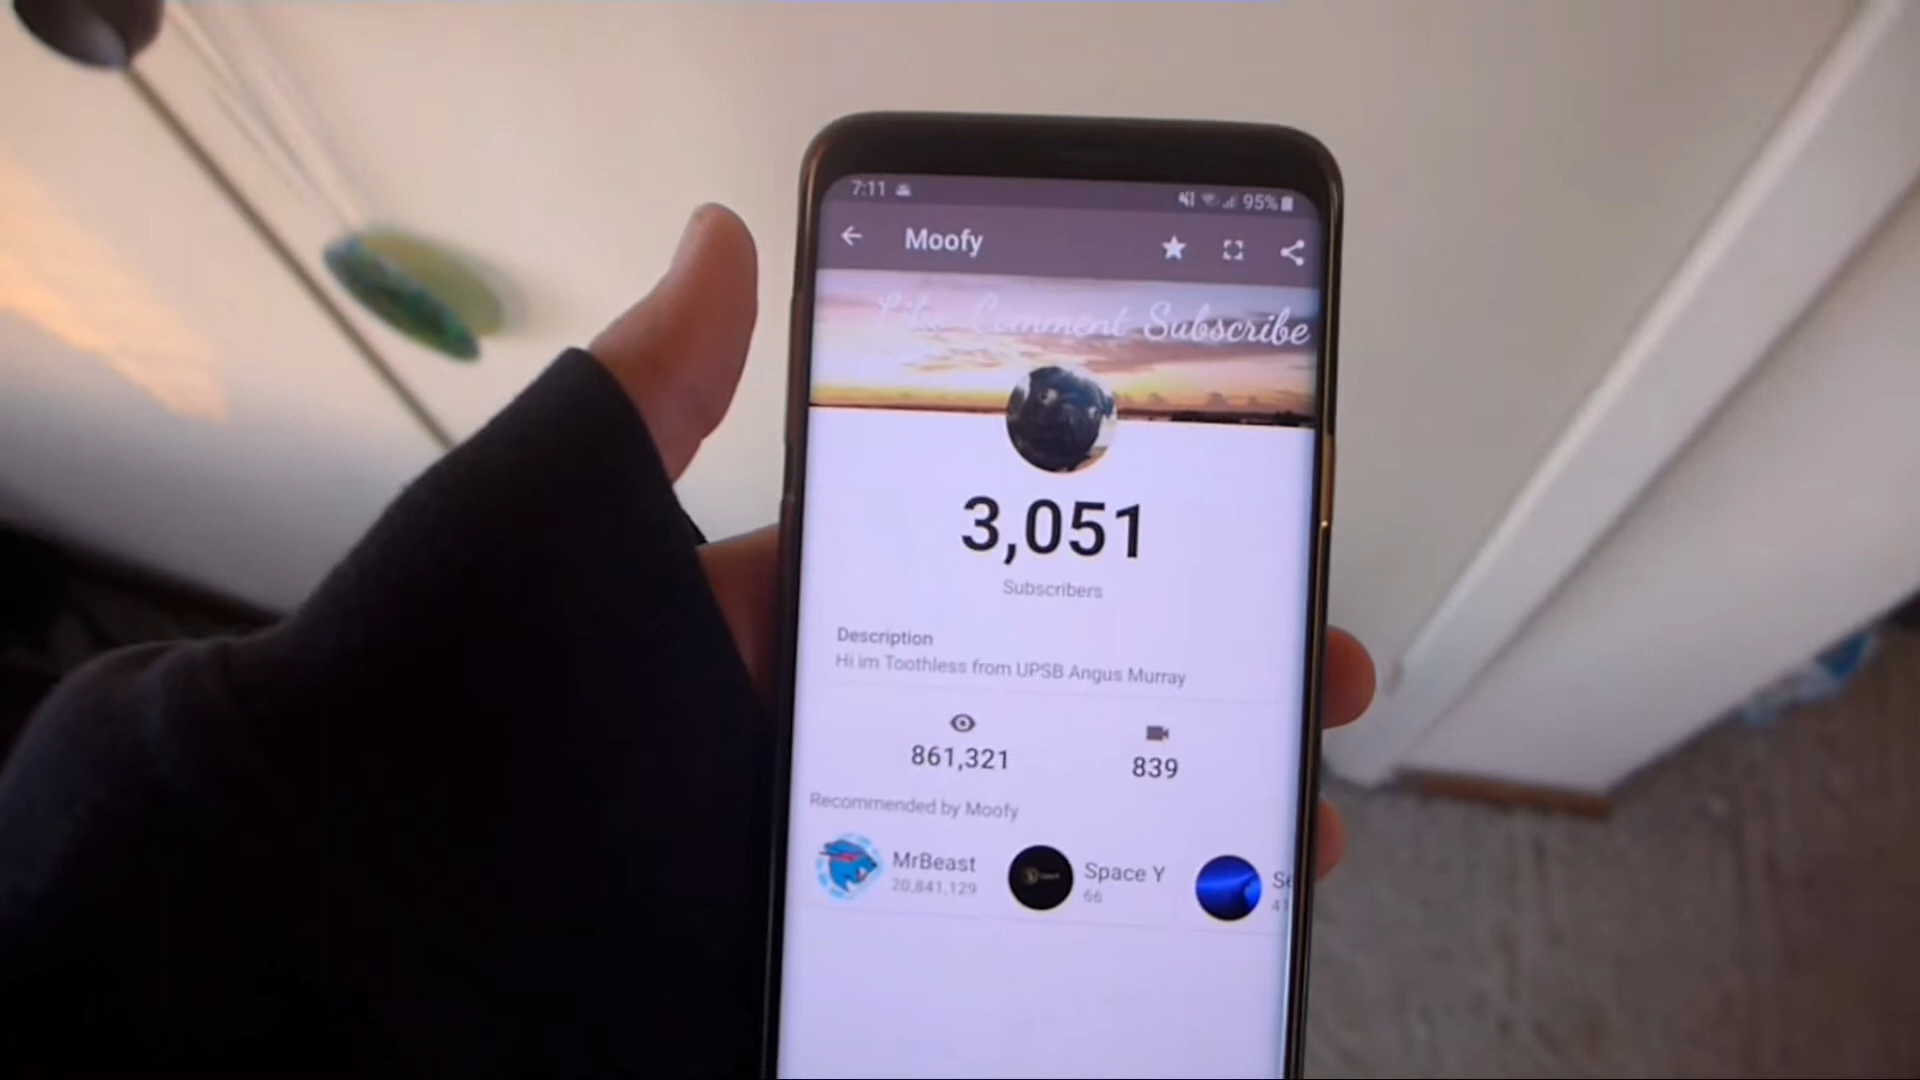 7:11 95%
Moofy
Like Comment Subscribe
3,051
Subscribers
Description
Hi im Toothless from UPSB Angus Murray
861,321 839
Recommended by Moofy
MrBeast Space Y
20,841,129 66